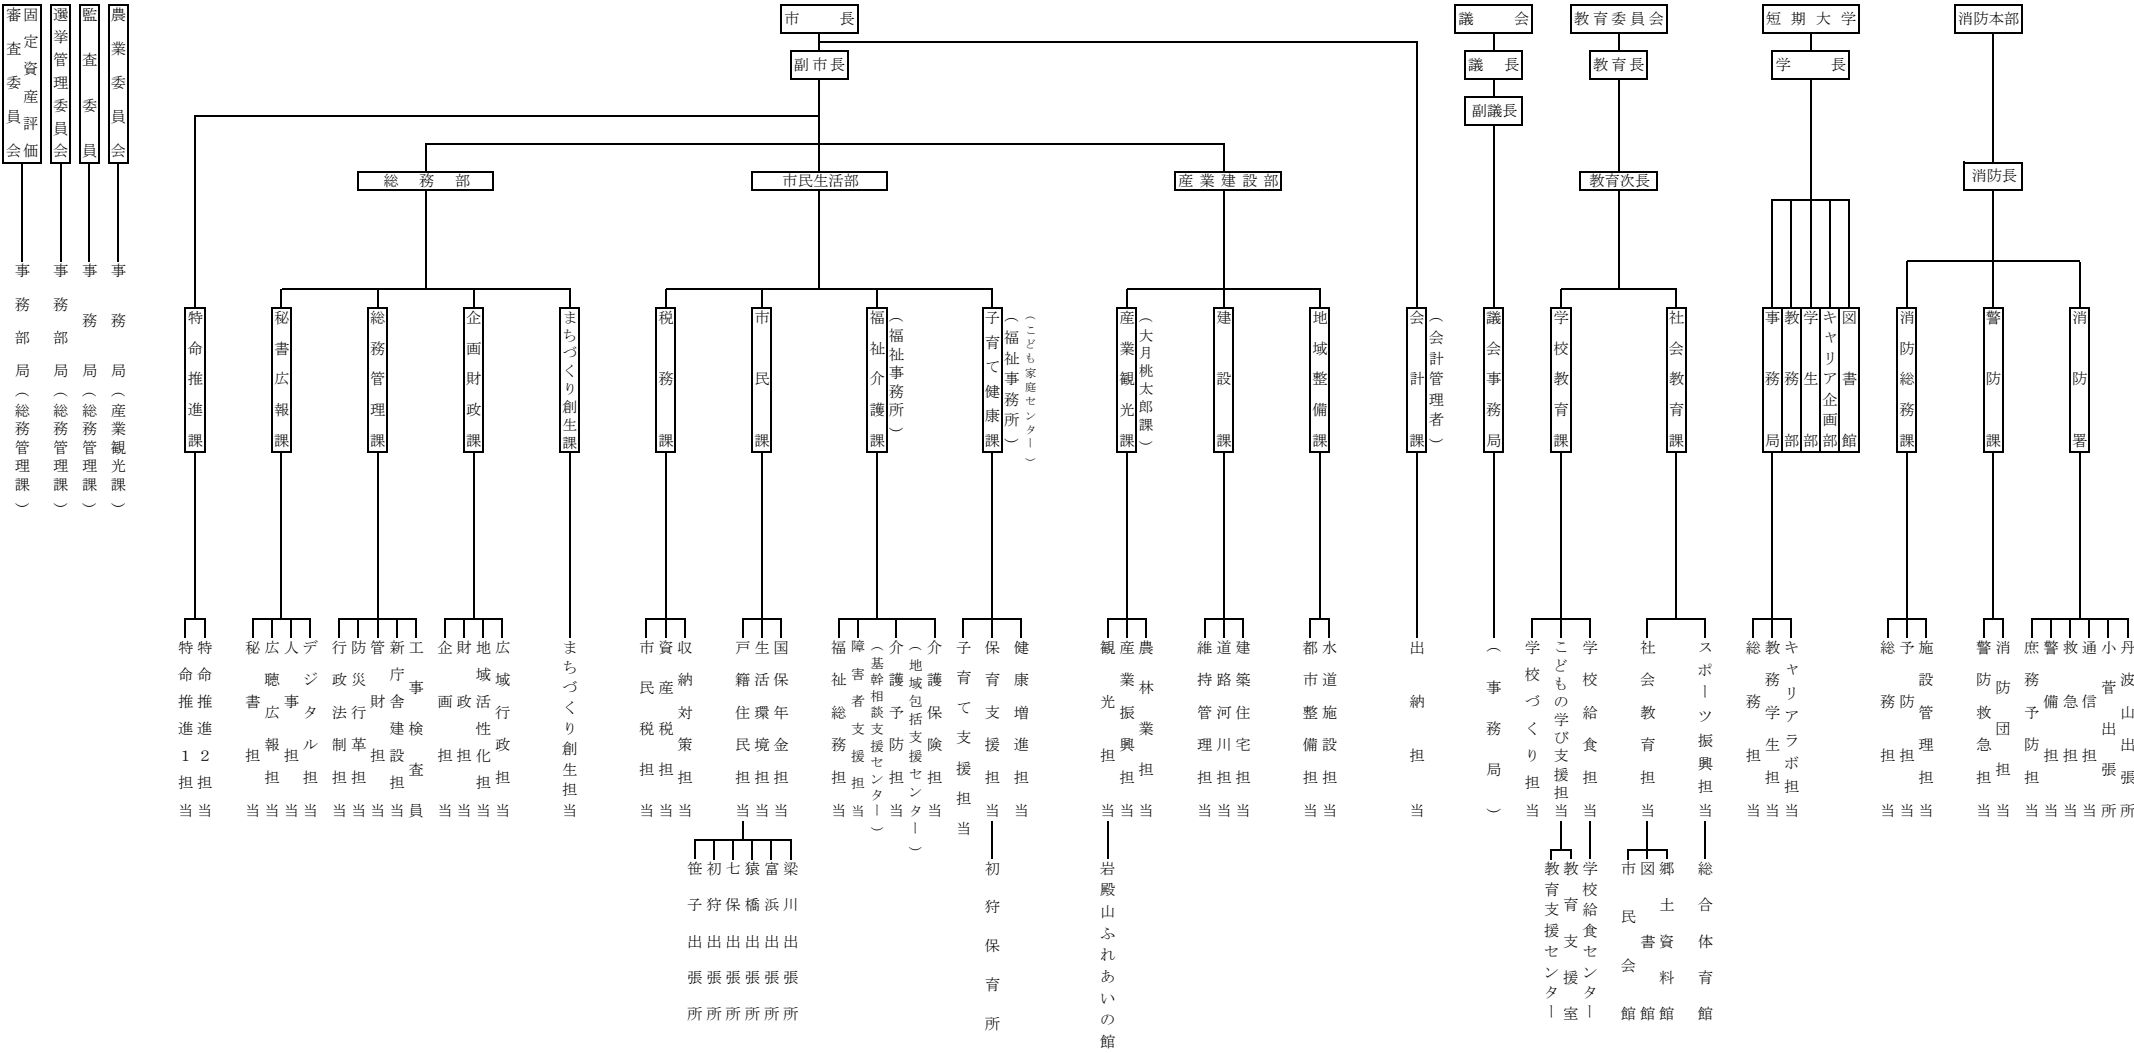 固定資産評価
審査委員会
選挙管理委員会
監査委員
農業委員会
市長
議会
教育委員会
短期大学
消防本部
副市長
議長
教育長
学長
副議長
総務部
市民生活部
産業建設部
教育次長
消防長
事務部局（総務管理課）
事務部局（総務管理課）
事務局（総務管理課）
事務局（産業観光課）
特命推進課
秘書広報課
総務管理課
企画財政課
まちづくり創生課
税務課
市民課
福祉介護課
（福祉事務所）
子育て健康課
（福祉事務所）
（こども家庭センター）
産業観光課
（大月桃太郎課）
建設課
地域整備課
会計課
（会計管理者）
議会事務局
学校教育課
社会教育課
事務局
教務部
学生部
キャリア企画部
図書館
消防総務課
警防課
消防署
特命推進１担当
特命推進２担当
秘書担当
広聴広報担当
人事担当
デジタル担当
行政法制担当
防災行革担当
管財担当
新庁舎建設担当
工事検査員
企画担当
財政担当
地域活性化担当
広域行政担当
まちづくり創生担当
市民税担当
資産税担当
収納対策担当
戸籍住民担当
生活環境担当
国保年金担当
福祉総務担当
障害者支援担当
（基幹相談支援センター）
介護予防担当
（地域包括支援センター）
介護保険担当
子育て支援担当
保育支援担当
健康増進担当
観光担当
産業振興担当
農林業担当
維持管理担当
道路河川担当
建築住宅担当
都市整備担当
水道施設担当
出納担当
（事務局）
学校づくり担当
こどもの学び支援担当
学校給食担当
社会教育担当
スポーツ振興担当
総務担当
教務学生担当
キャリアラボ担当
総務担当
予防担当
施設管理担当
警防救急担当
消防団担当
庶務予防担当
警備担当
救急担当
通信担当
小菅出張所
丹波山出張所
笹子出張所
初狩出張所
七保出張所
猿橋出張所
富浜出張所
梁川出張所
初狩保育所
岩殿山ふれあいの館
教育支援センター
教育支援室
学校給食センター
市民会館
図書館
郷土資料館
総合体育館